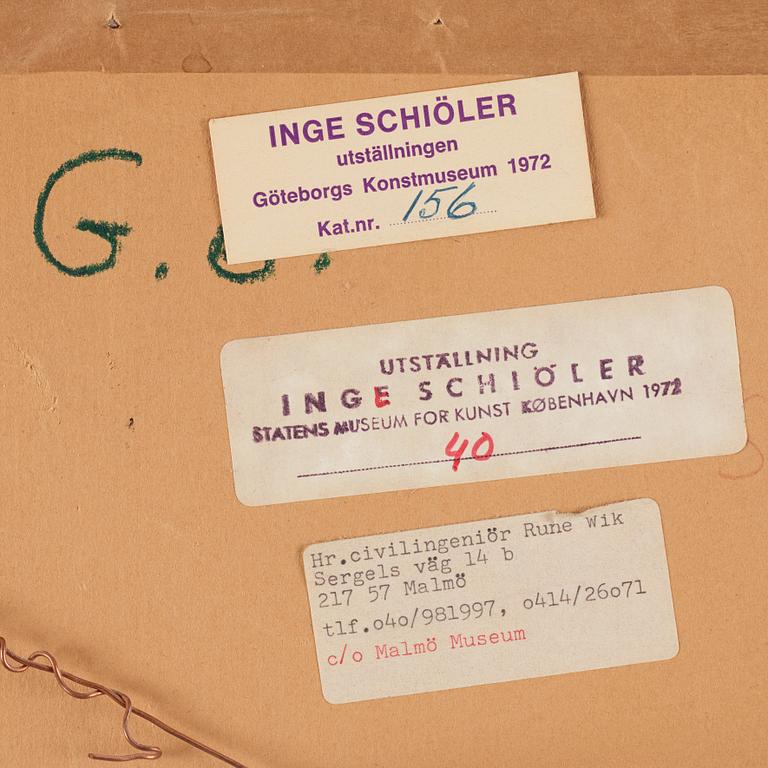 INGE SCHIÖLER
utställningen
Göteborgs Konstmuseum 1972
Kat.nr. 156
G.
UTSTÄLLNING
INGE SCHIÖLER
STATENS MUSEUM FOR KUNST KØBENHAVN 1972
40
Hr.civilingeniör Rune Wik
Sergels väg 14 b
217 57 Malmö
tlf.o4o/981997, o414/26o71
c/o Malmö Museum